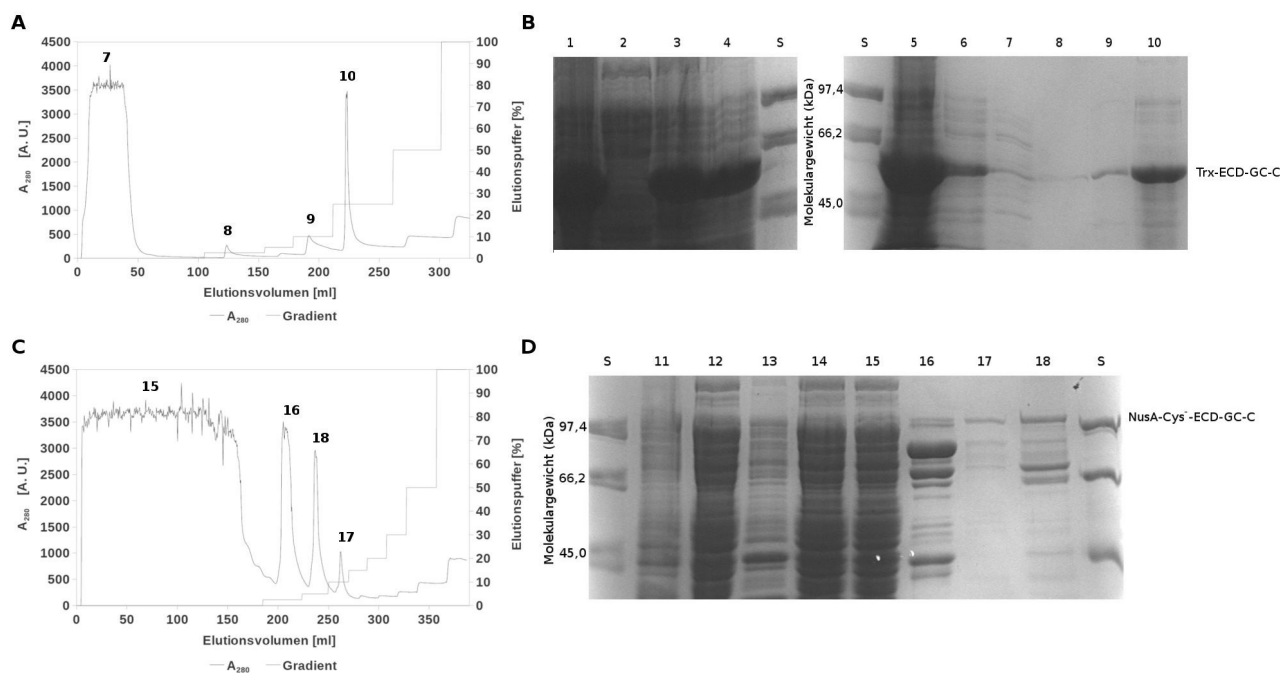 A
4500
4000
3500
3000
2500
2000
1500
1000
500
0
A280 [A. U.]
7
8
9
10
100
90
80
70
60
50
40
30
20
10
0
Elutionspuffer [%]
0 50 100 150 200 250 300
Elutionsvolumen [ml]
A280 Gradient
B
1 2 3 4 S
S 5 6 7 8 9 10
Molekulargewicht (kDa)
97,4
66,2
45,0
Trx-ECD-GC-C
C
4500
4000
3500
3000
2500
2000
1500
1000
500
0
A280 [A. U.]
15
16
18
17
100
90
80
70
60
50
40
30
20
10
0
Elutionspuffer [%]
0 50 100 150 200 250 300 350
Elutionsvolumen [ml]
A280 Gradient
D
S 11 12 13 14 15 16 17 18 S
Molekulargewicht (kDa)
97,4
66,2
45,0
NusA-Cys⁻-ECD-GC-C